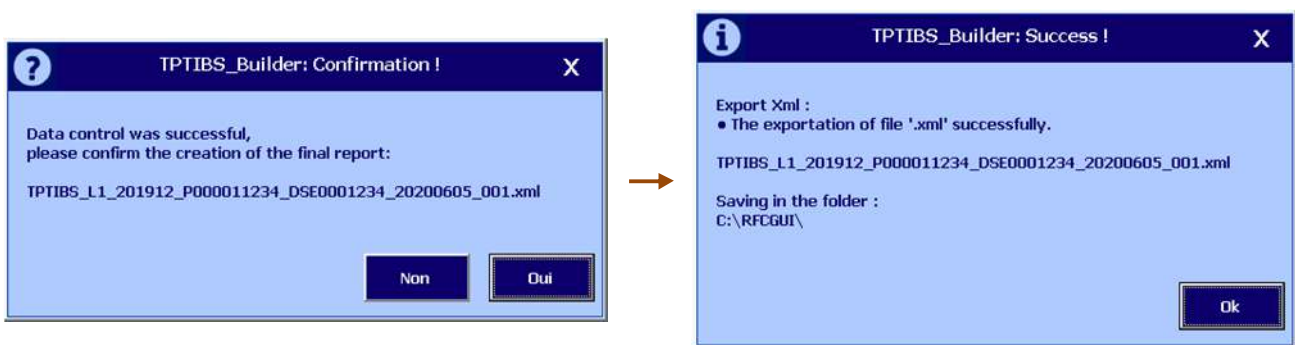 TPTIBS_Builder: Confirmation !
X
Data control was successful,
please confirm the creation of the final report:
TPTIBS_L1_201912_P000011234_DSE0001234_20200605_001.xml
Non
Oui
TPTIBS_Builder: Success !
X
Export Xml :
• The exportation of file '.xml' successfully.
TPTIBS_L1_201912_P000011234_DSE0001234_20200605_001.xml
Saving in the folder :
C:\RFCGUI\
Ok